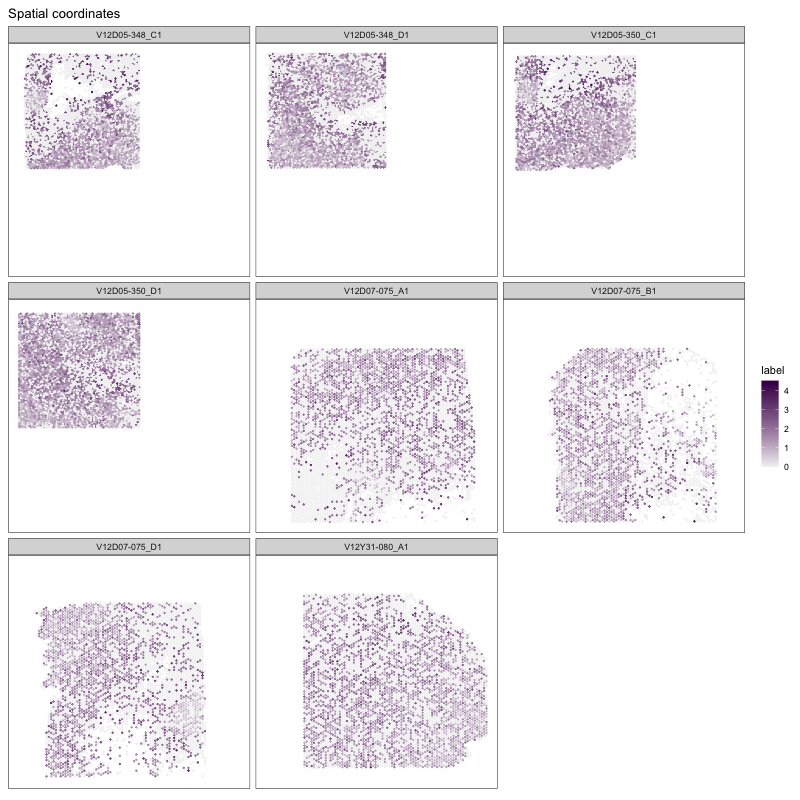 Spatial coordinates
V12D05-348_C1
V12D05-348_D1
V12D05-350_C1
V12D05-350_D1
V12D07-075_A1
V12D07-075_B1
label
4
3
2
1
0
V12D07-075_D1
V12Y31-080_A1